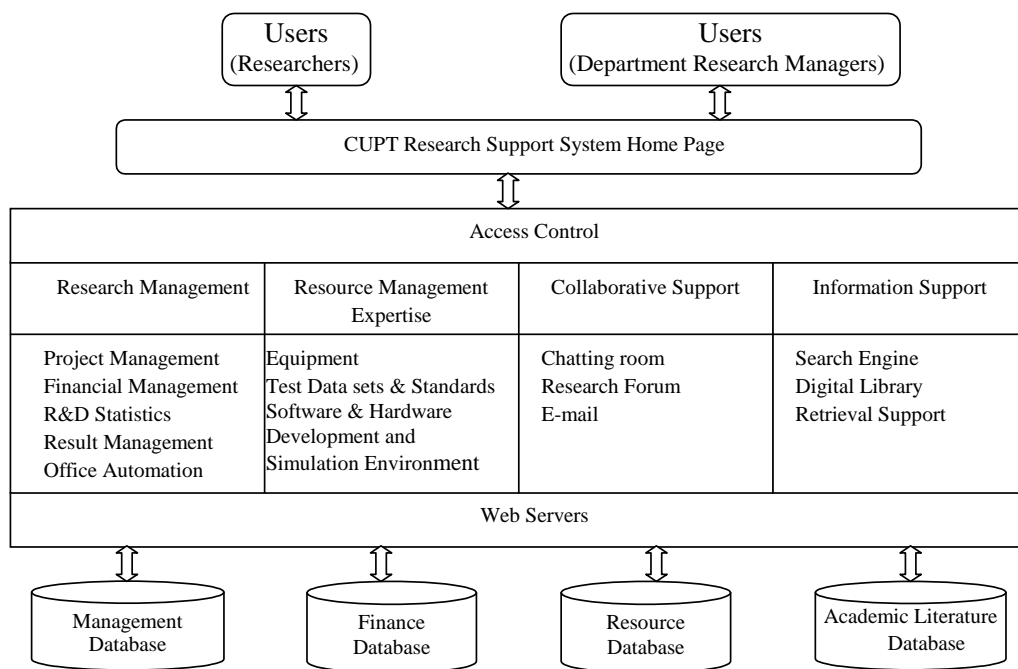 Users
(Researchers)
Users
(Department Research Managers)
CUPT Research Support System Home Page
Access Control
Research Management
Resource Management
Expertise
Collaborative Support
Information Support
Project Management
Financial Management
R&D Statistics
Result Management
Office Automation
Equipment
Test Data sets & Standards
Software & Hardware
Development and
Simulation Environment
Chatting room
Research Forum
E-mail
Search Engine
Digital Library
Retrieval Support
Web Servers
Management
Database
Finance
Database
Resource
Database
Academic Literature
Database